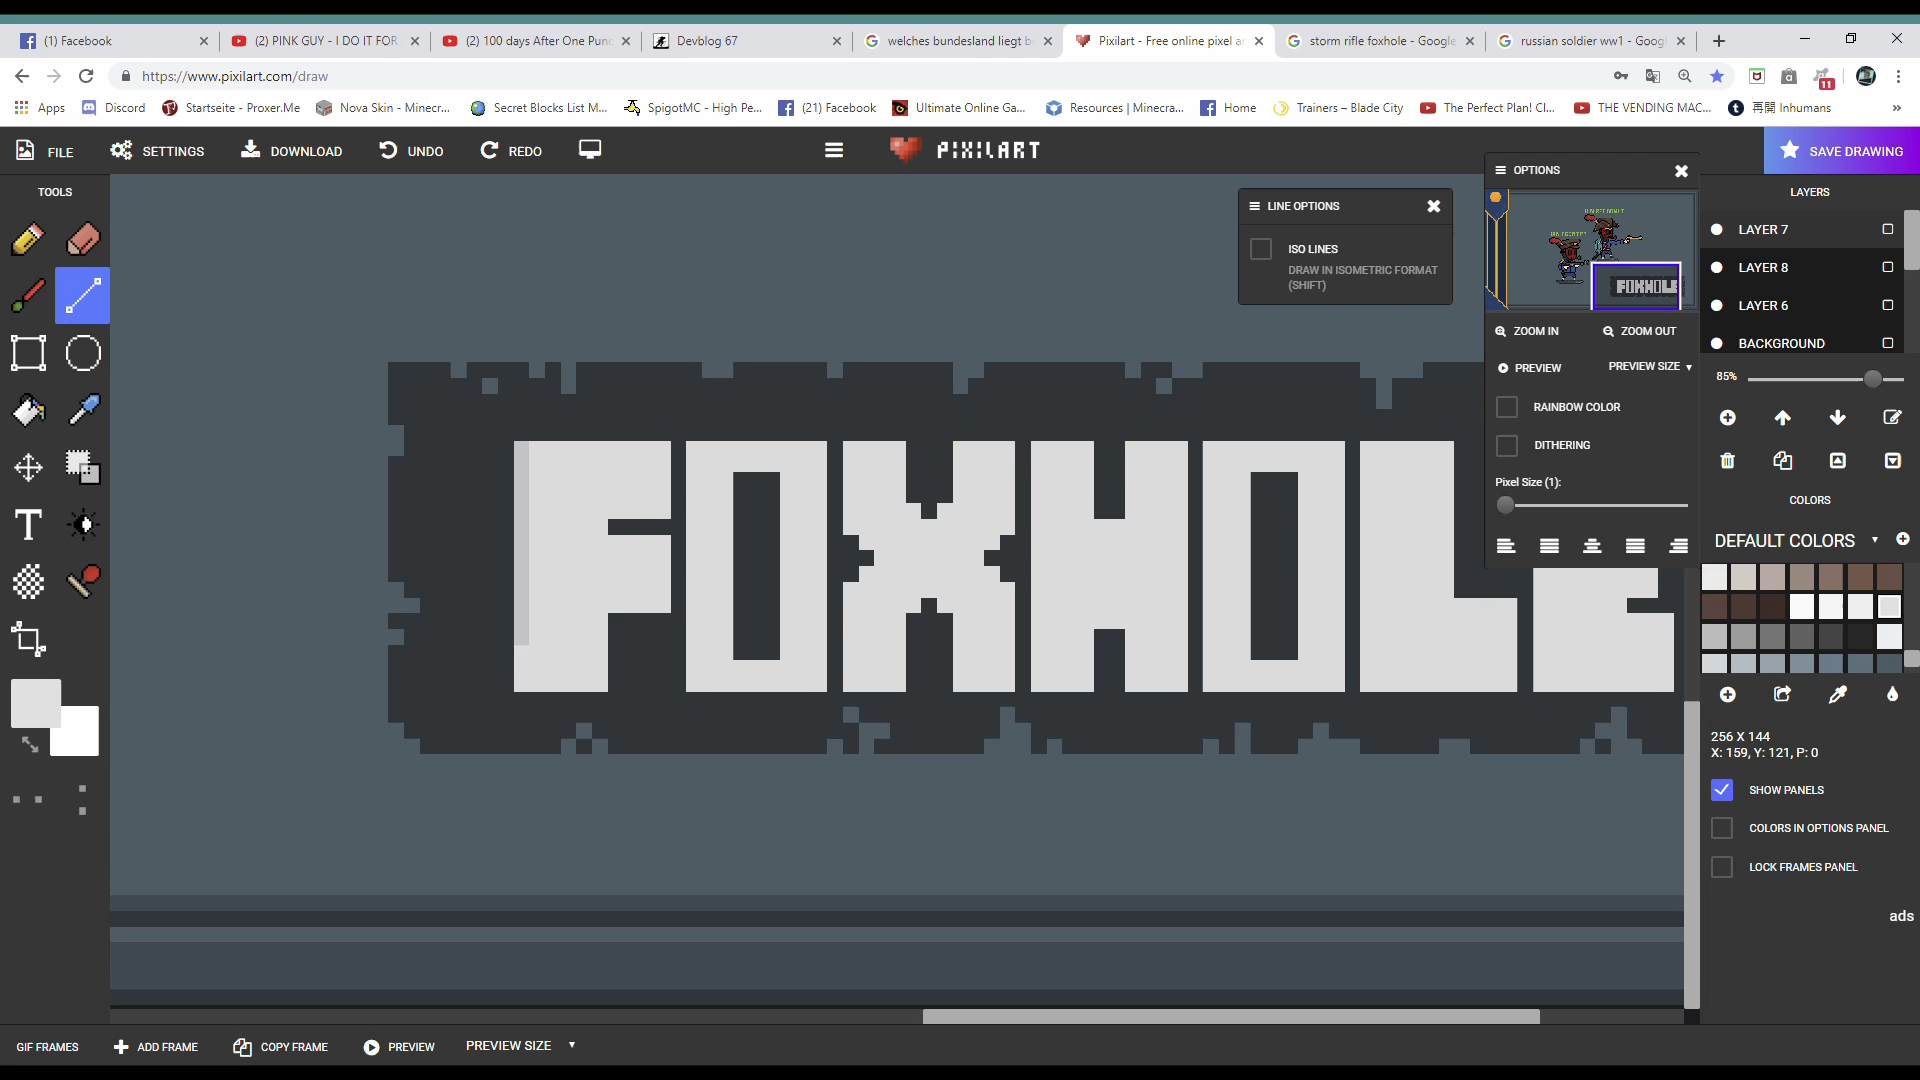 (1) Facebook
(2) PINK GUY - I DO IT FOR
(2) 100 days After One Punc
Devblog 67
welches bundesland liegt b
Pixilart - Free online pixel ar
storm rifle foxhole - Google
russian soldier ww1 - Googl
https://www.pixilart.com/draw
11
Apps
Discord
Startseite - Proxer.Me
Nova Skin - Minecr...
Secret Blocks List M...
SpigotMC - High Pe...
(21) Facebook
Ultimate Online Ga...
Resources | Minecra...
Home
Trainers – Blade City
The Perfect Plan! Cl...
THE VENDING MAC...
再開 Inhumans
FILE
SETTINGS
DOWNLOAD
UNDO
REDO
PIXILART
SAVE DRAWING
TOOLS
LINE OPTIONS
ISO LINES
DRAW IN ISOMETRIC FORMAT
(SHIFT)
OPTIONS
FOXHOLE
ZOOM IN
ZOOM OUT
PREVIEW
PREVIEW SIZE
RAINBOW COLOR
DITHERING
Pixel Size (1):
LAYERS
LAYER 7
LAYER 8
LAYER 6
BACKGROUND
85%
COLORS
DEFAULT COLORS
256 X 144
X: 159, Y: 121, P: 0
SHOW PANELS
COLORS IN OPTIONS PANEL
LOCK FRAMES PANEL
ads
FOXHOLE
GIF FRAMES
ADD FRAME
COPY FRAME
PREVIEW
PREVIEW SIZE